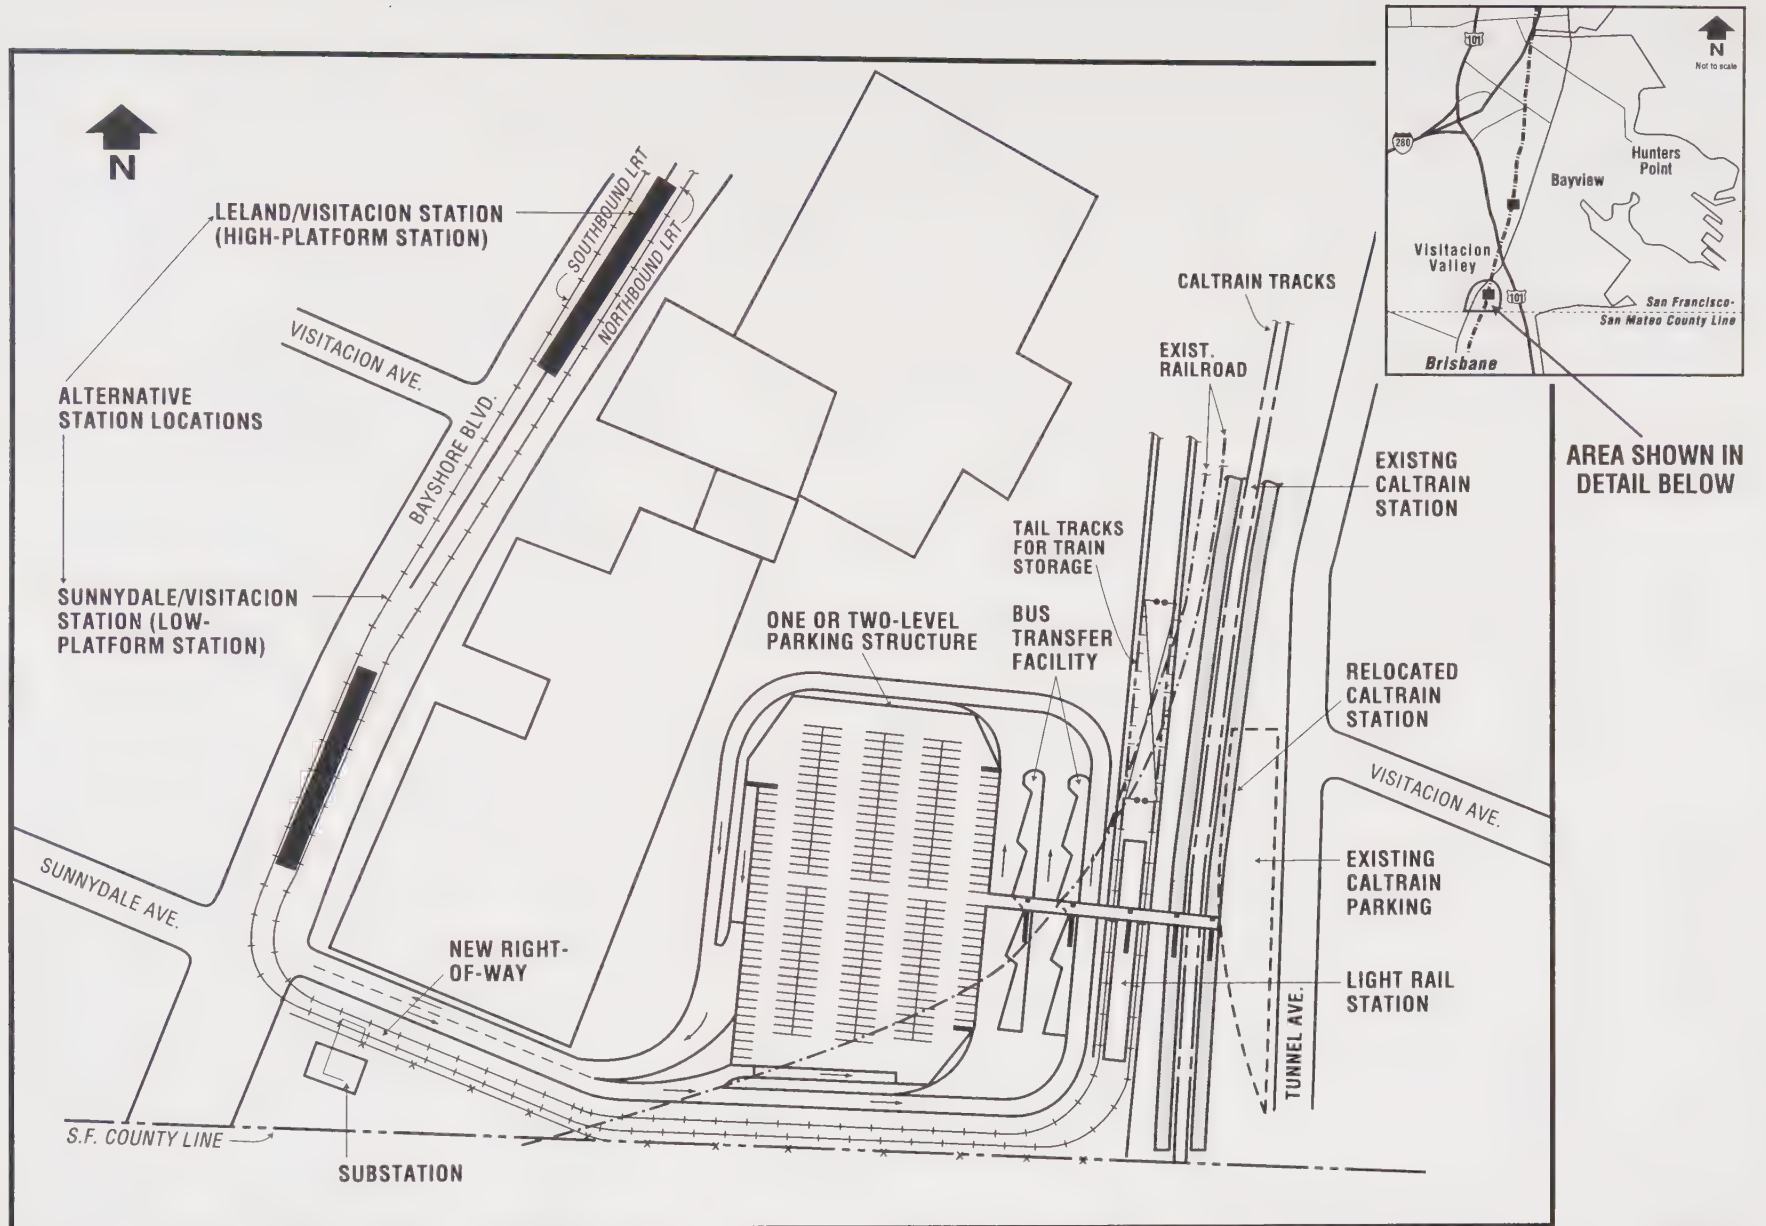 N
LELAND/VISITACION STATION
(HIGH-PLATFORM STATION)
ALTERNATIVE
STATION LOCATIONS
SUNNYDALE/VISITACION
STATION (LOW-
PLATFORM STATION)
SOUTHBOUND LRT
NORTHBOUND LRT
VISITACION AVE.
BAYSHORE BLVD.
SUNNYDALE AVE.
NEW RIGHT-
OF-WAY
S.F. COUNTY LINE
SUBSTATION
ONE OR TWO-LEVEL
PARKING STRUCTURE
TAIL TRACKS
FOR TRAIN
STORAGE
BUS
TRANSFER
FACILITY
CALTRAIN TRACKS
EXIST.
RAILROAD
EXISTNG
CALTRAIN
STATION
RELOCATED
CALTRAIN
STATION
VISITACION AVE.
EXISTING
CALTRAIN
PARKING
LIGHT RAIL
STATION
TUNNEL AVE.
101
N
Not to scale
280
Hunters
Point
Bayview
Visitacion
Valley
101
San Francisco-
San Mateo County Line
Brisbane
AREA SHOWN IN
DETAIL BELOW